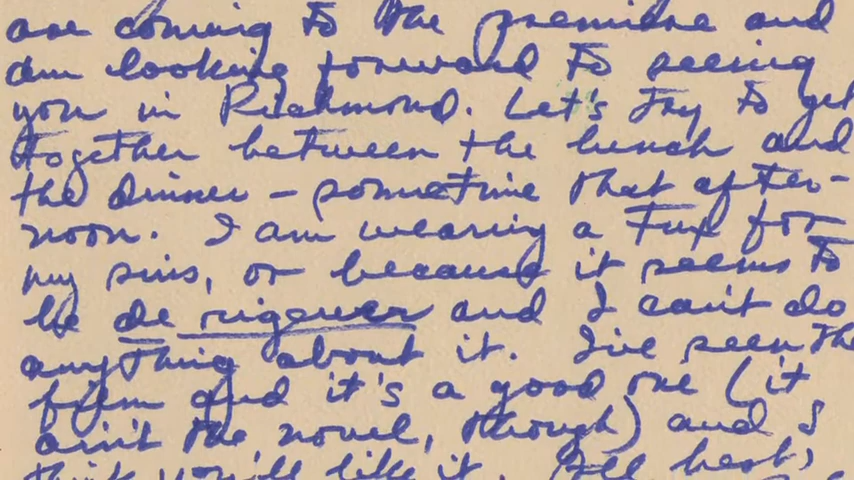 are coming to the premiere and
am looking forward to seeing
you in Richmond. Let's try to get
together between the lunch and
the dinner – sometime that after-
noon. I am wearing a Tux for
my sins, or because it seems to
be de rigeuer and I can't do
anything about it. I've seen the
film and it's a good one (it
ain't the novel, though) and I
think you'll like it. All best,